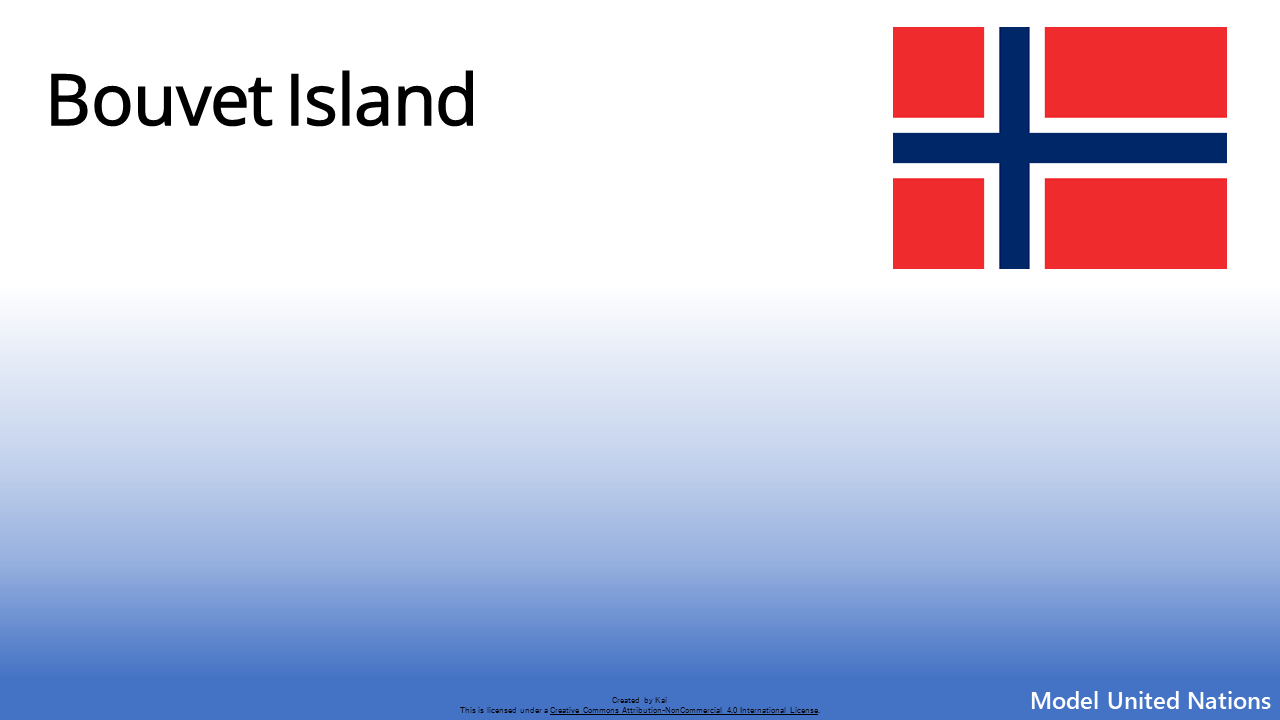 Bouvet Island
Created by Kai
This is licensed under a Creative Commons Attribution-NonCommercial 4.0 International License.
Model United Nations